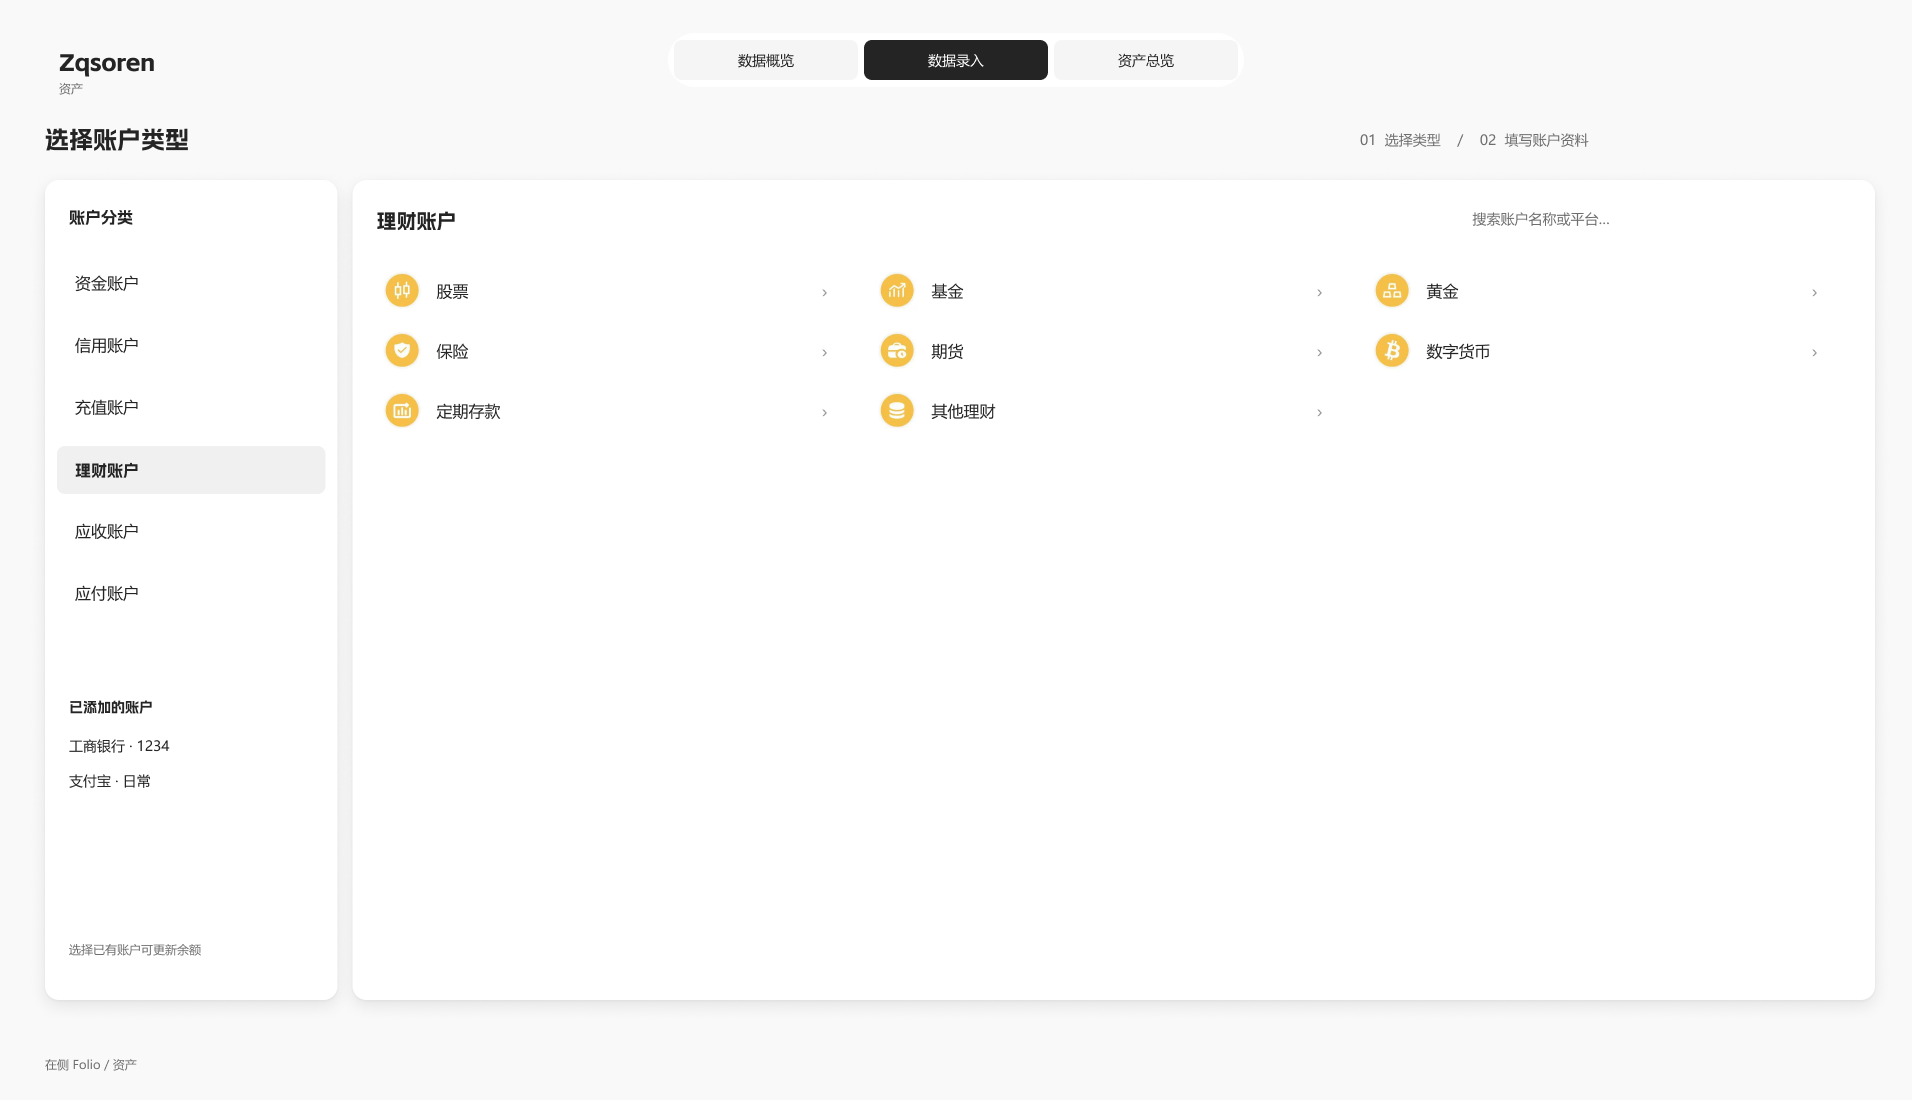 Zqsoren
资产
数据概览
数据录入
资产总览
选择账户类型
01 选择类型 / 02 填写账户资料
账户分类
资金账户
信用账户
充值账户
理财账户
应收账户
应付账户
已添加的账户
工商银行 · 1234
支付宝 · 日常
选择已有账户可更新余额
理财账户
搜索账户名称或平台...
股票 ›
基金 ›
黄金 ›
保险 ›
期货 ›
数字货币 ›
定期存款 ›
其他理财 ›
在侧 Folio / 资产